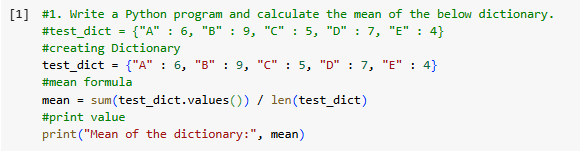 [1] #1. Write a Python program and calculate the mean of the below dictionary.
#test_dict = {"A" : 6, "B" : 9, "C" : 5, "D" : 7, "E" : 4}
#creating Dictionary
test_dict = {"A" : 6, "B" : 9, "C" : 5, "D" : 7, "E" : 4}
#mean formula
mean = sum(test_dict.values()) / len(test_dict)
#print value
print("Mean of the dictionary:", mean)